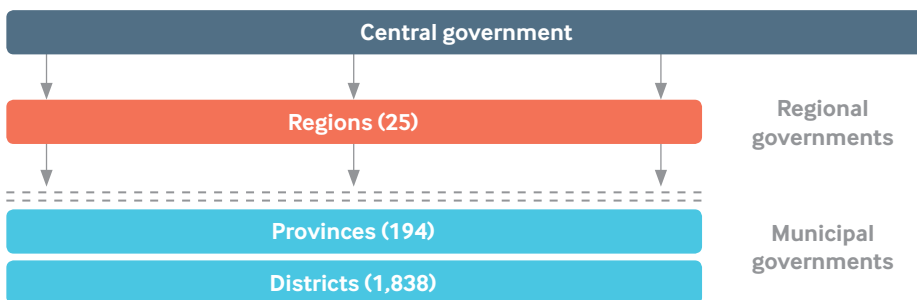 Central government
Regions (25)
Regional
governments
Provinces (194)
Municipal
governments
Districts (1,838)